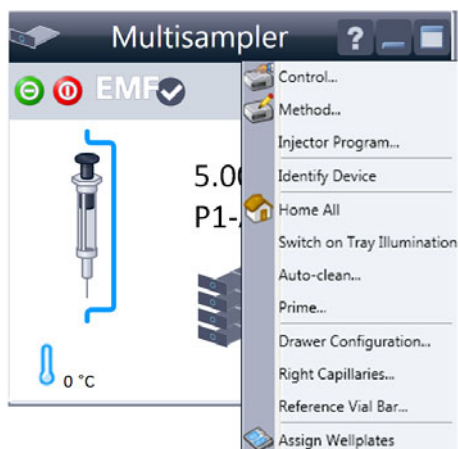 Multisampler ?
EMF
Control...
Method...
Injector Program...
5.0
Identify Device
P1-
Home All
Switch on Tray Illumination
Auto-clean...
Prime...
Drawer Configuration...
Right Capillaries...
0 °C
Reference Vial Bar...
Assign Wellplates